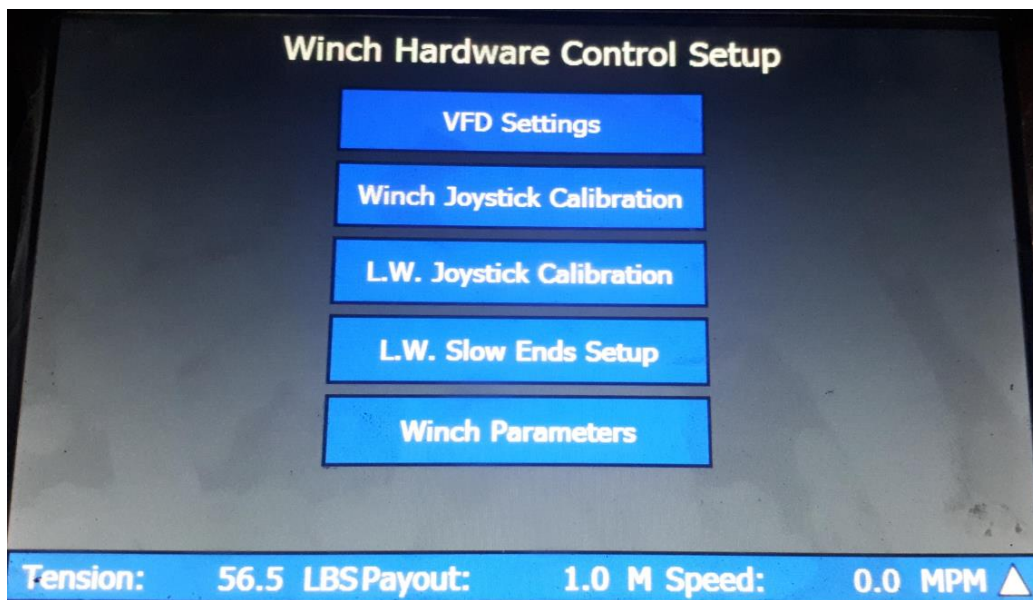 Winch Hardware Control Setup
VFD Settings
Winch Joystick Calibration
L.W. Joystick Calibration
L.W. Slow Ends Setup
Winch Parameters
Tension: 56.5 LBS Payout: 1.0 M Speed: 0.0 MPM